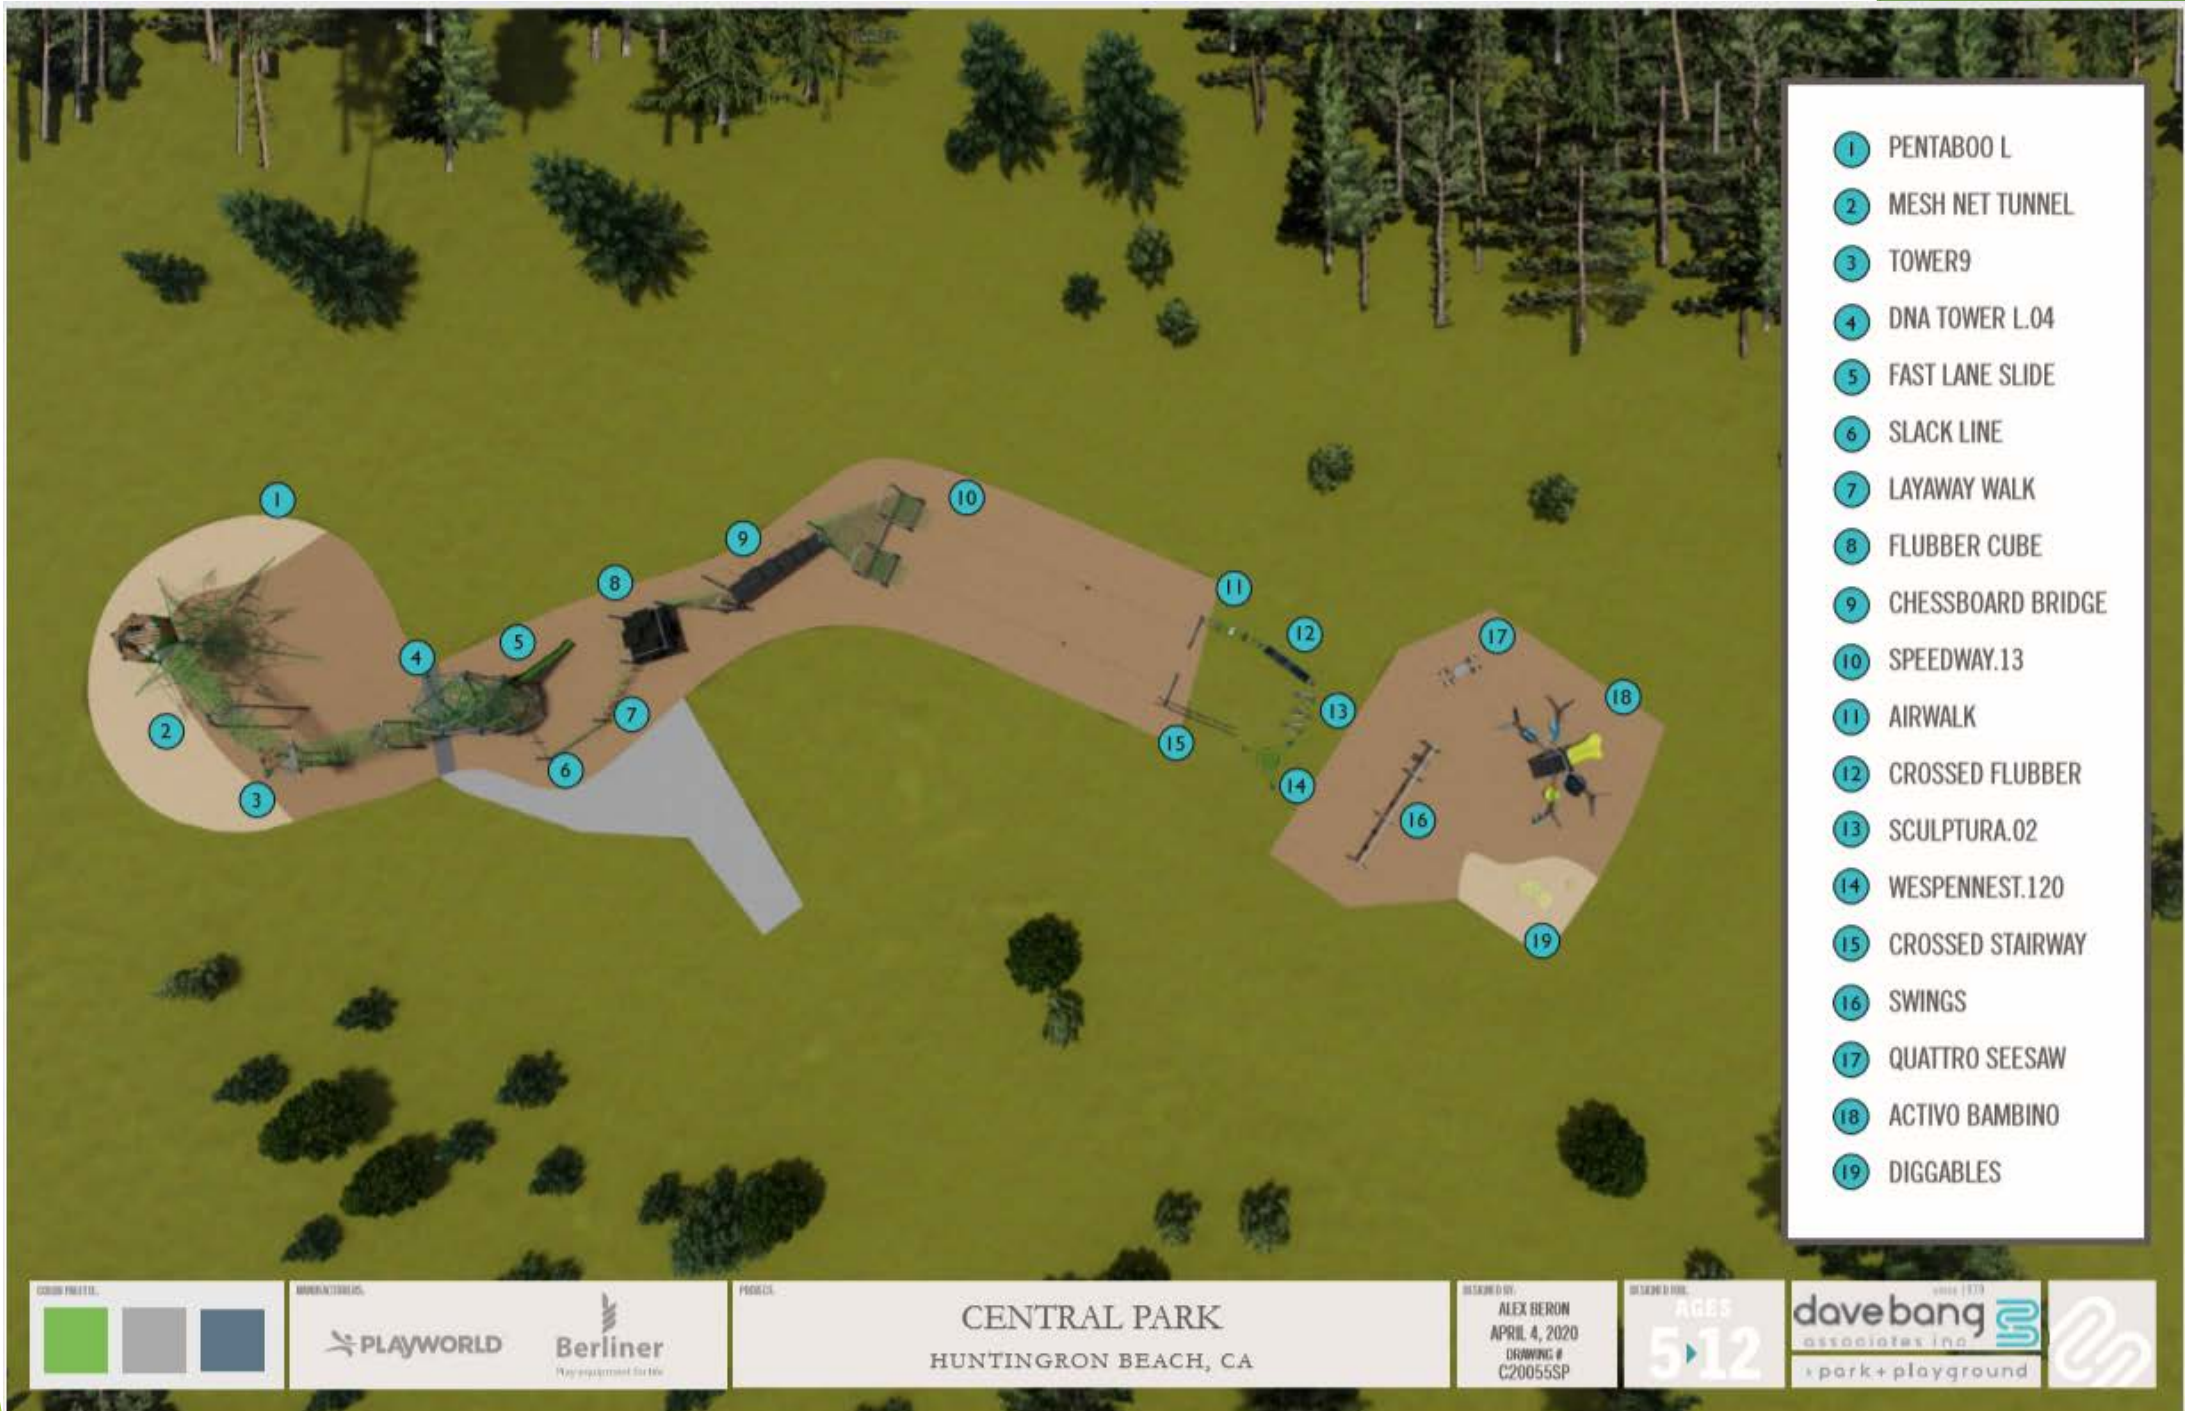 1 PENTABOO L
2 MESH NET TUNNEL
3 TOWER9
4 DNA TOWER L.04
5 FAST LANE SLIDE
6 SLACK LINE
7 LAYAWAY WALK
8 FLUBBER CUBE
9 CHESSBOARD BRIDGE
10 SPEEDWAY.13
11 AIRWALK
12 CROSSED FLUBBER
13 SCULPTURA.02
14 WESPENNEST.120
15 CROSSED STAIRWAY
16 SWINGS
17 QUATTRO SEESAW
18 ACTIVO BAMBINO
19 DIGGABLES
1
2
3
4
5
6
7
8
9
10
11
12
13
14
15
16
17
18
19
COLOR PALETTE:
MANUFACTURERS:
PLAYWORLD
Berliner
Play equipment for life
PROJECT:
CENTRAL PARK
HUNTINGRON BEACH, CA
DESIGNED BY:
ALEX BERON
APRIL 4, 2020
DRAWING #
C20055SP
DESIGNED FOR:
AGES
5 12
since 1979
dave bang
associates inc
park + playground